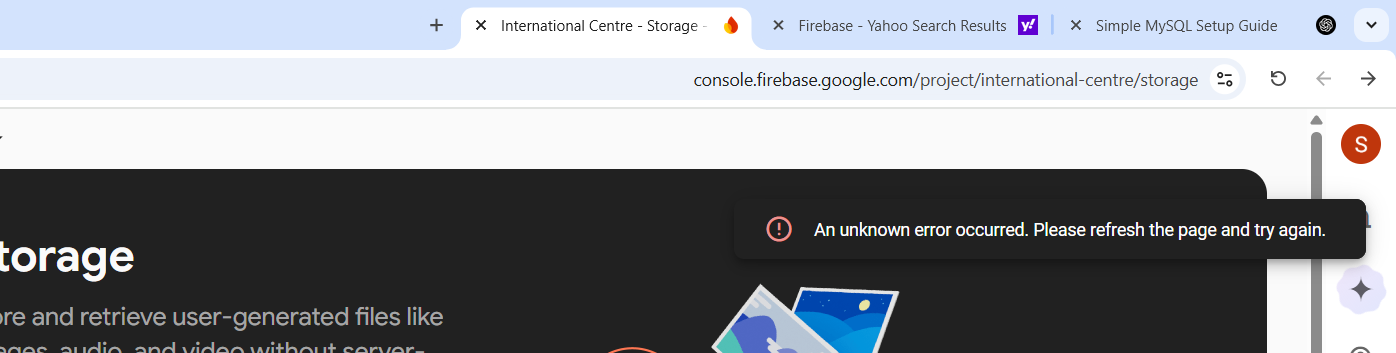 International Centre - Storage -
Firebase - Yahoo Search Results
y!
Simple MySQL Setup Guide
console.firebase.google.com/project/international-centre/storage
S
An unknown error occurred. Please refresh the page and try again.
torage
ore and retrieve user-generated files like
ages, audio, and video without server-